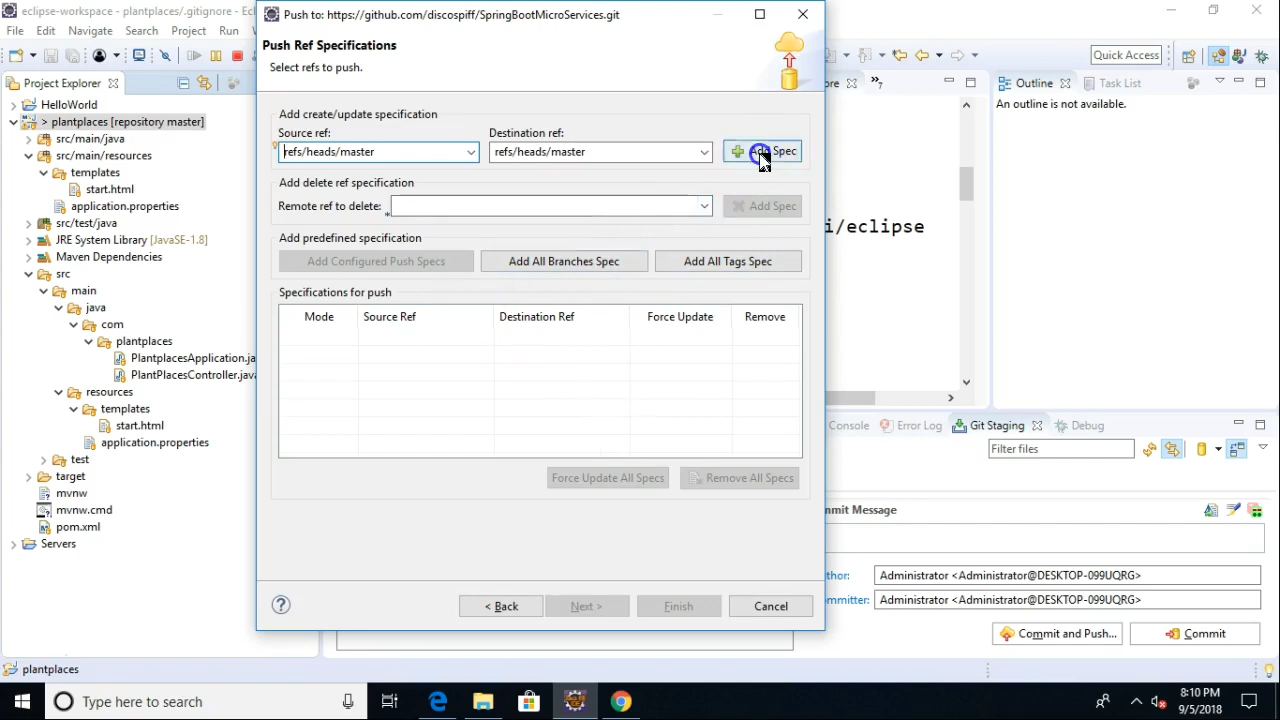 eclipse-workspace - plantplaces/.gitignore - Eclipse
Push to: https://github.com/discospiff/SpringBootMicroServices.git
File Edit Navigate Search Project Run
Push Ref Specifications
Select refs to push.
Quick Access
Project Explorer
Outline
Task List
An outline is not available.
HelloWorld
> plantplaces [repository master]
src/main/java
src/main/resources
templates
start.html
application.properties
src/test/java
JRE System Library [JavaSE-1.8]
Maven Dependencies
src
main
java
com
plantplaces
PlantplacesApplication.ja
PlantPlacesController.java
resources
templates
start.html
application.properties
test
target
mvnw
mvnw.cmd
pom.xml
Servers
Add create/update specification
Source ref: Destination ref:
refs/heads/master refs/heads/master Add Spec
Add delete ref specification
Remote ref to delete: Add Spec
Add predefined specification
Add Configured Push Specs Add All Branches Spec Add All Tags Spec
Specifications for push
Mode Source Ref Destination Ref Force Update Remove
Force Update All Specs Remove All Specs
< Back Next > Finish Cancel
ore
7
i/eclipse
Console Error Log Git Staging Debug
Filter files
mmit Message
thor: Administrator <Administrator@DESKTOP-099UQRG>
mmitter: Administrator <Administrator@DESKTOP-099UQRG>
Commit and Push... Commit
plantplaces
Type here to search
8:10 PM
9/5/2018